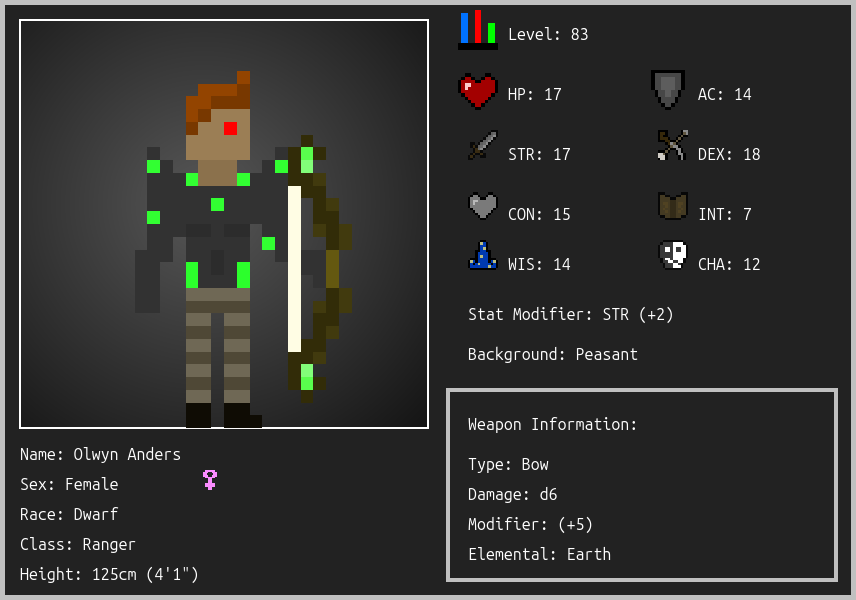 Level: 83
HP: 17
AC: 14
STR: 17
DEX: 18
CON: 15
INT: 7
WIS: 14
CHA: 12
Stat Modifier: STR (+2)
Background: Peasant
Weapon Information:
Type: Bow
Damage: d6
Modifier: (+5)
Elemental: Earth
Name: Olwyn Anders
Sex: Female
Race: Dwarf
Class: Ranger
Height: 125cm (4'1")